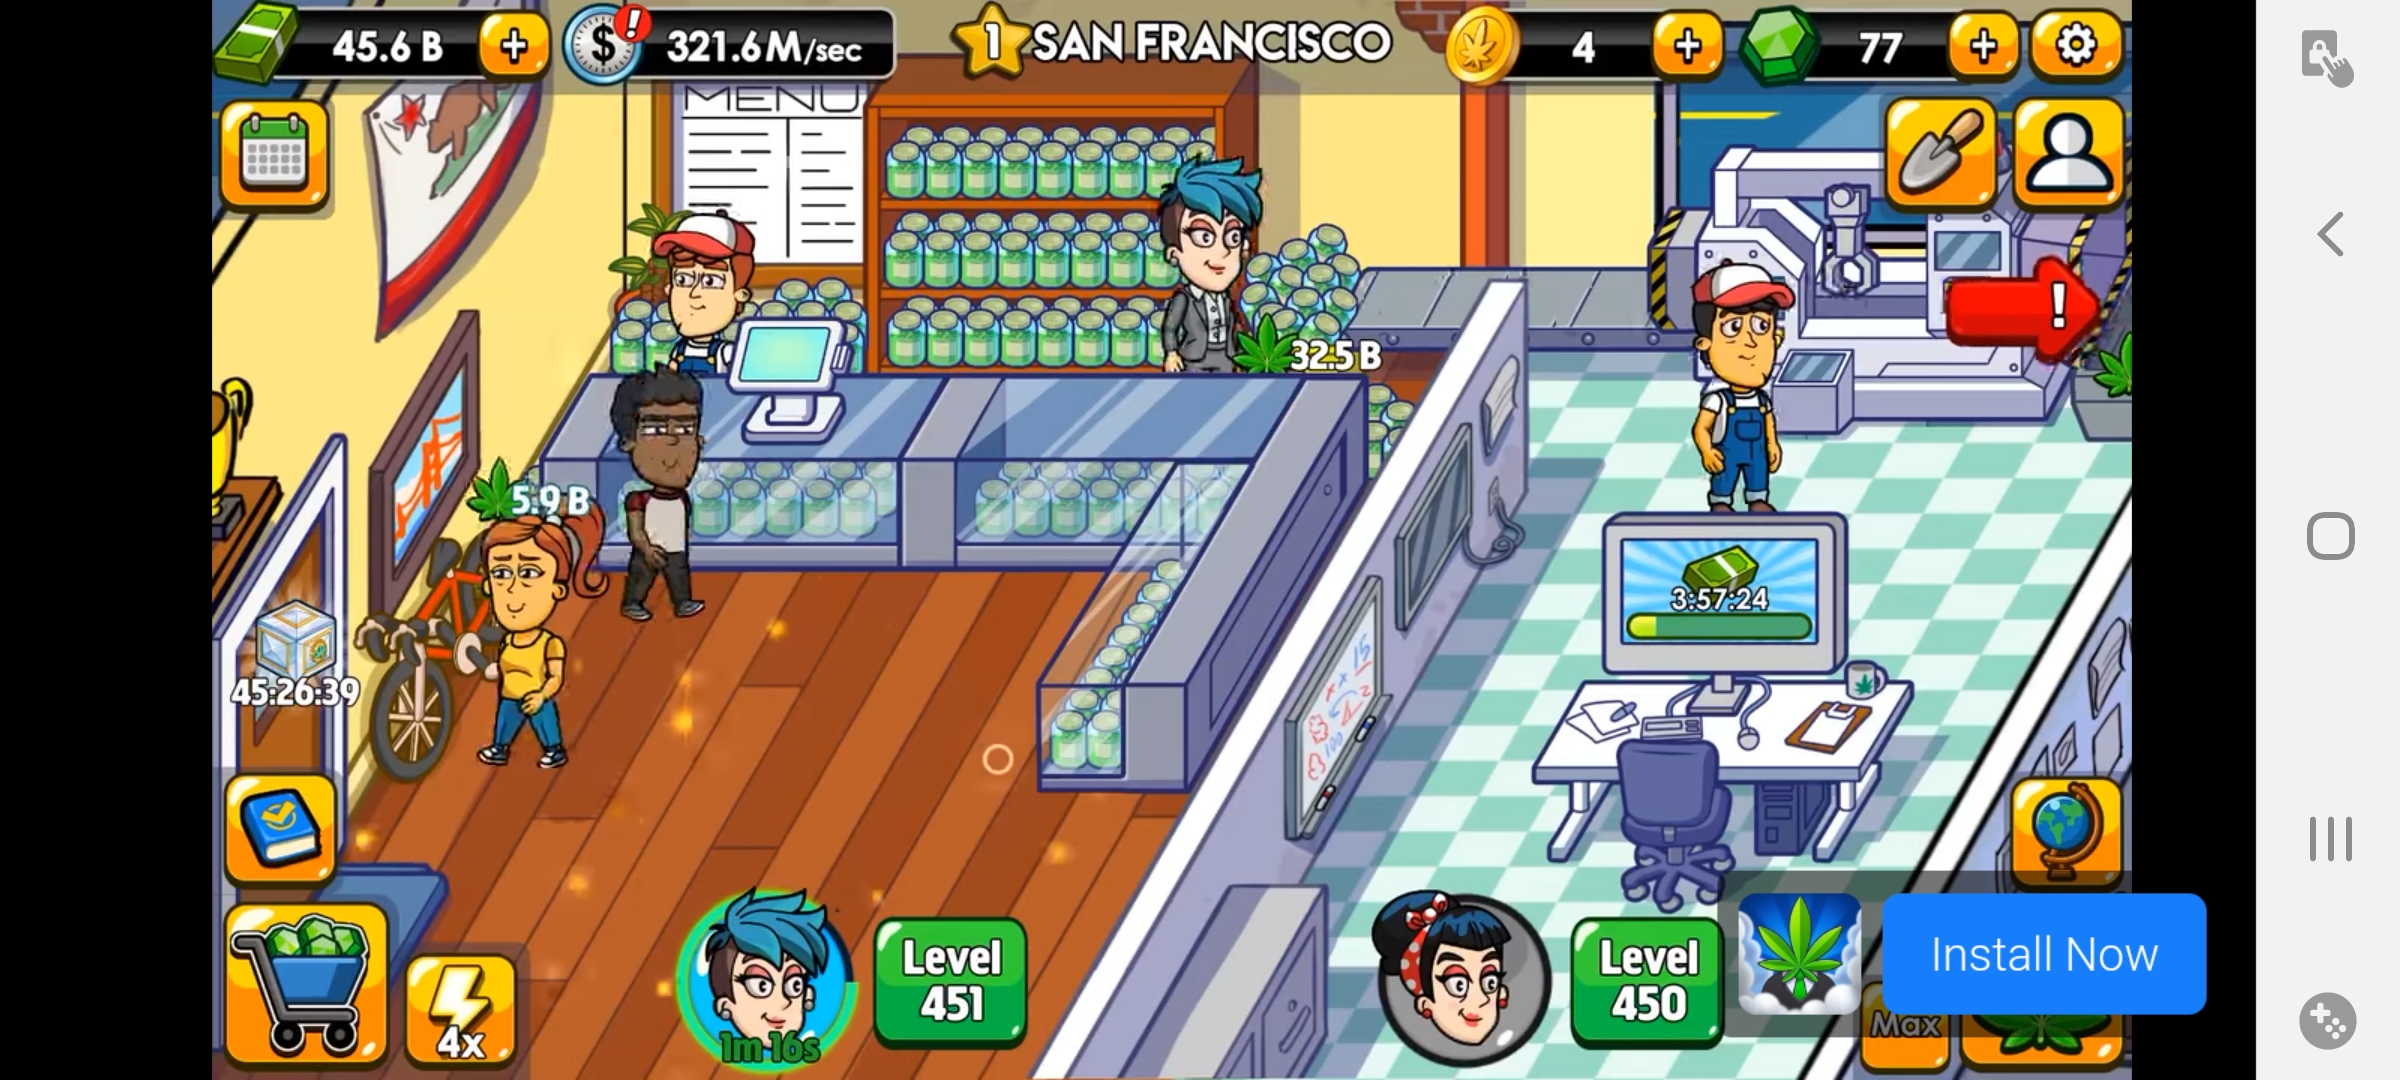 45.6 B
321.6M/sec
1 SAN FRANCISCO
4
77
MENU
32.5 B
5.9 B
3:57:24
45:26:39
4x
1m 16s
Level
451
Level
450
Install Now
Max